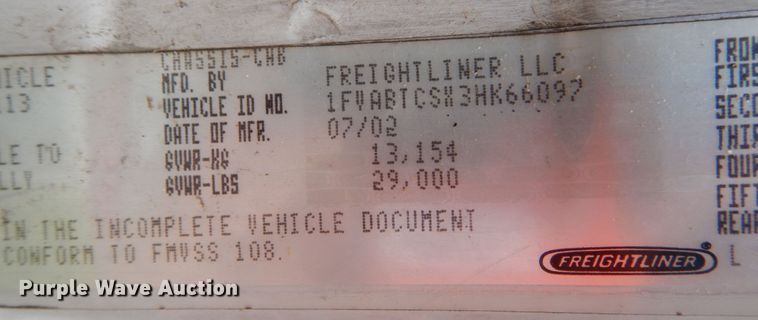 CHASSIS-CAB
MFD. BY FREIGHTLINER LLC
VEHICLE ID NO. 1FVABTCSX3HK66097
DATE OF MFR. 07/02
GVWR-KG 13,154
GVWR-LBS 29,000
IN THE INCOMPLETE VEHICLE DOCUMENT
CONFORM TO FMVSS 108.
FREIGHTLINER®
L
Purple Wave Auction